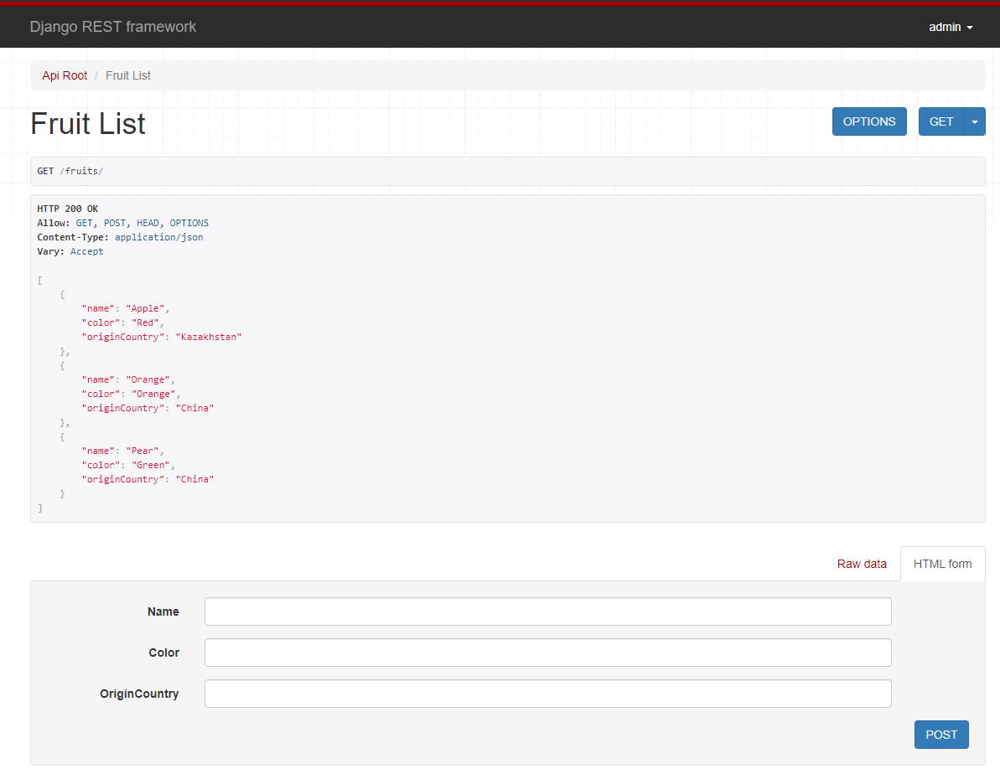 Django REST framework
admin
Api Root / Fruit List
Fruit List
OPTIONS
GET
GET /fruits/
HTTP 200 OK
Allow: GET, POST, HEAD, OPTIONS
Content-Type: application/json
Vary: Accept
[
    {
        "name": "Apple",
        "color": "Red",
        "originCountry": "Kazakhstan"
    },
    {
        "name": "Orange",
        "color": "Orange",
        "originCountry": "China"
    },
    {
        "name": "Pear",
        "color": "Green",
        "originCountry": "China"
    }
]
Raw data
HTML form
Name
Color
OriginCountry
POST